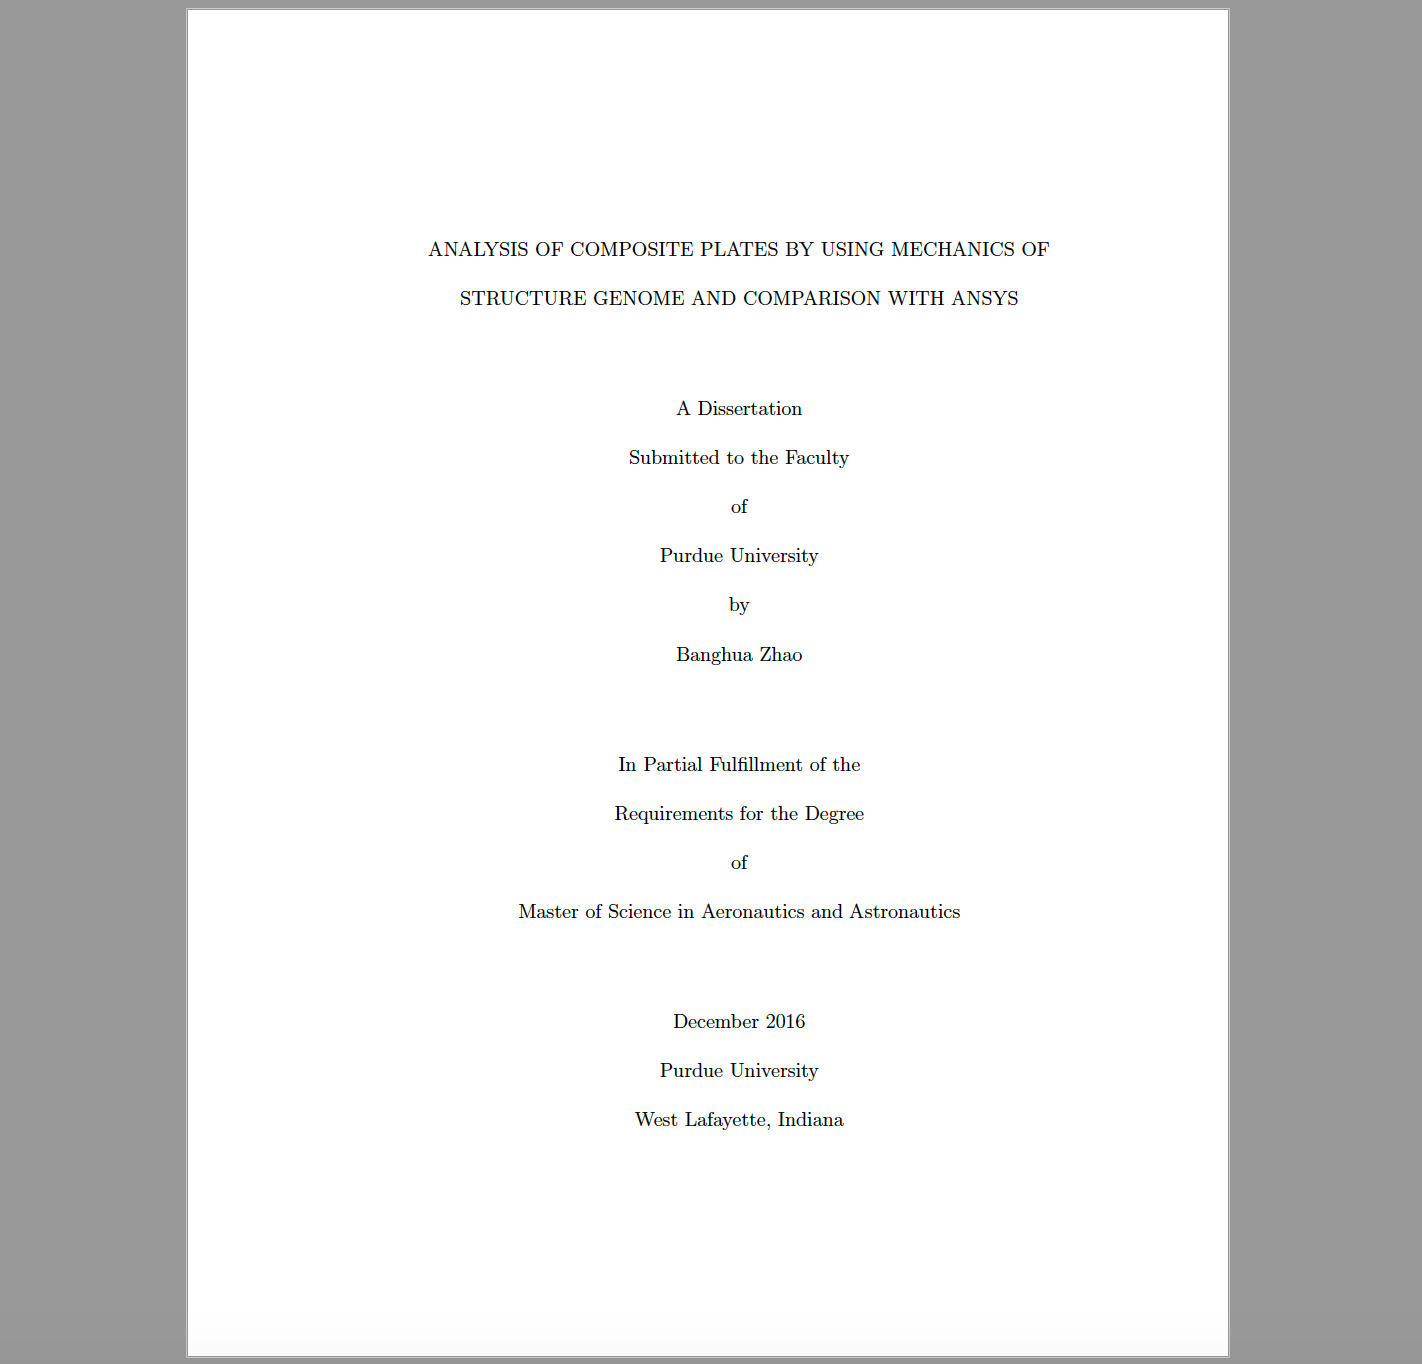 ANALYSIS OF COMPOSITE PLATES BY USING MECHANICS OF
STRUCTURE GENOME AND COMPARISON WITH ANSYS
A Dissertation
Submitted to the Faculty
of
Purdue University
by
Banghua Zhao
In Partial Fulfillment of the
Requirements for the Degree
of
Master of Science in Aeronautics and Astronautics
December 2016
Purdue University
West Lafayette, Indiana